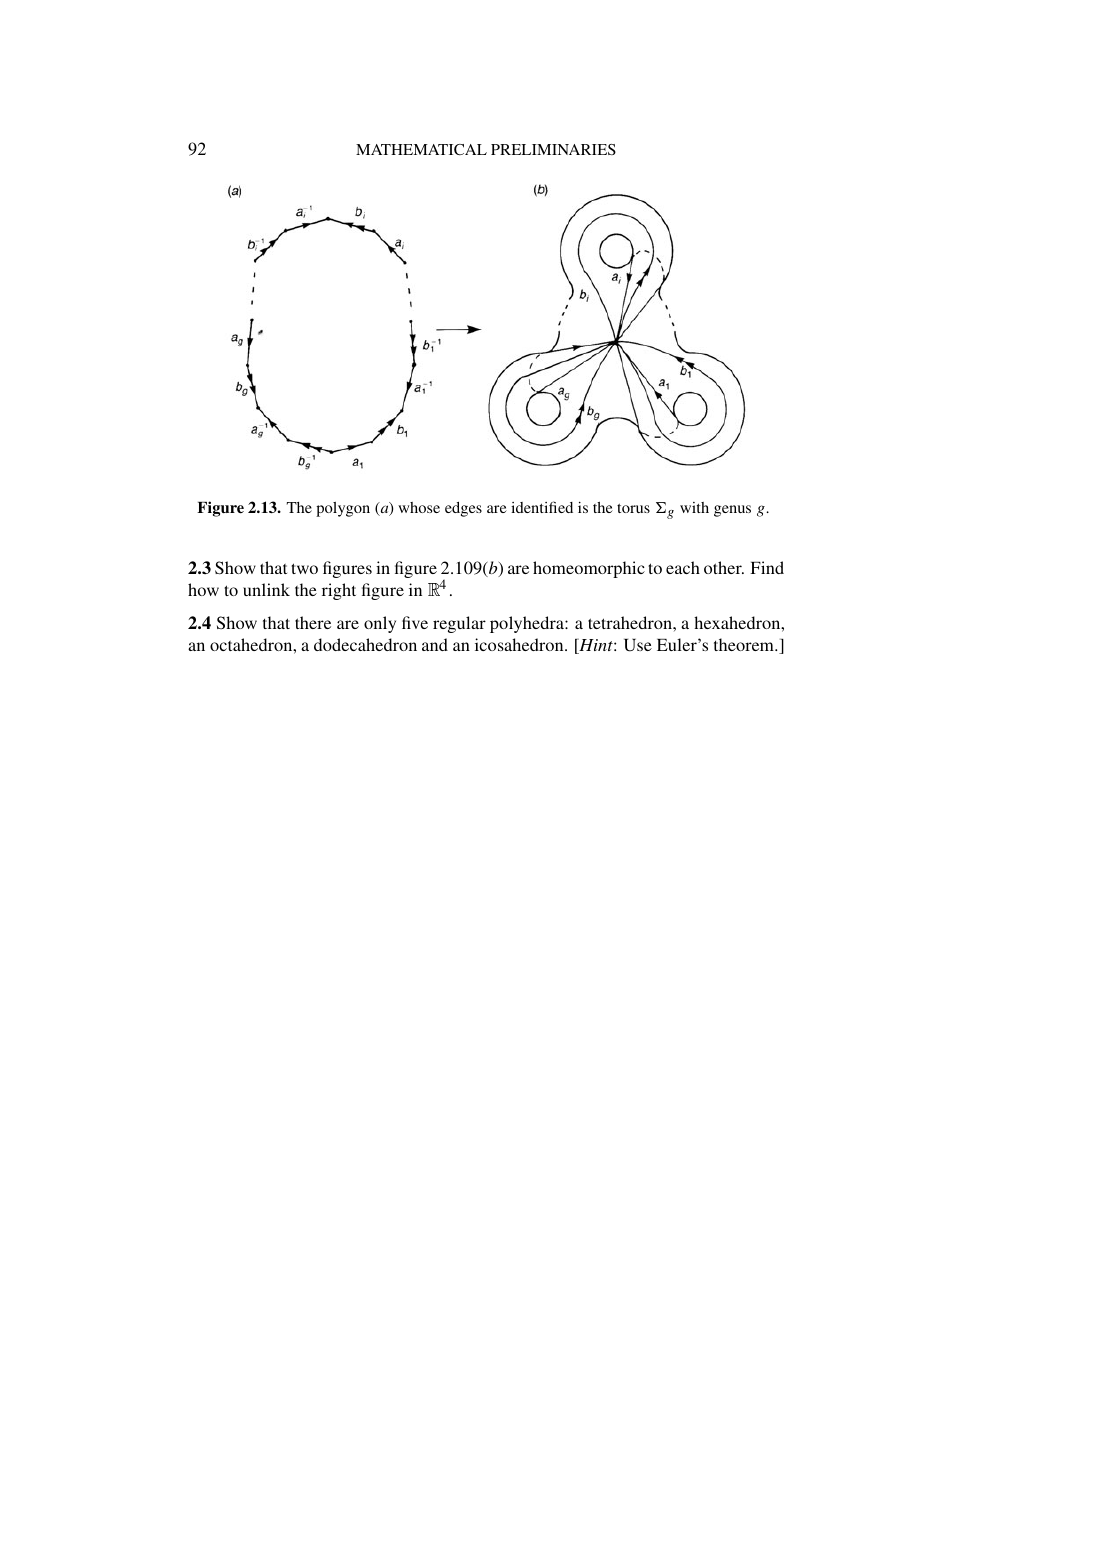 92 MATHEMATICAL PRELIMINARIES
(a)
(b)
a_i^{-1}
b_i
b_i^{-1}
a_i
a_g
b_1^{-1}
b_g
a_1^{-1}
a_g^{-1}
b_1
b_g^{-1}
a_1
a_i
b_i
a_g
b_g
a_1
b_1
Figure 2.13. The polygon (a) whose edges are identified is the torus Σ_g with genus g.
2.3 Show that two figures in figure 2.109(b) are homeomorphic to each other. Find
how to unlink the right figure in ℝ⁴.
2.4 Show that there are only five regular polyhedra: a tetrahedron, a hexahedron,
an octahedron, a dodecahedron and an icosahedron. [Hint: Use Euler's theorem.]